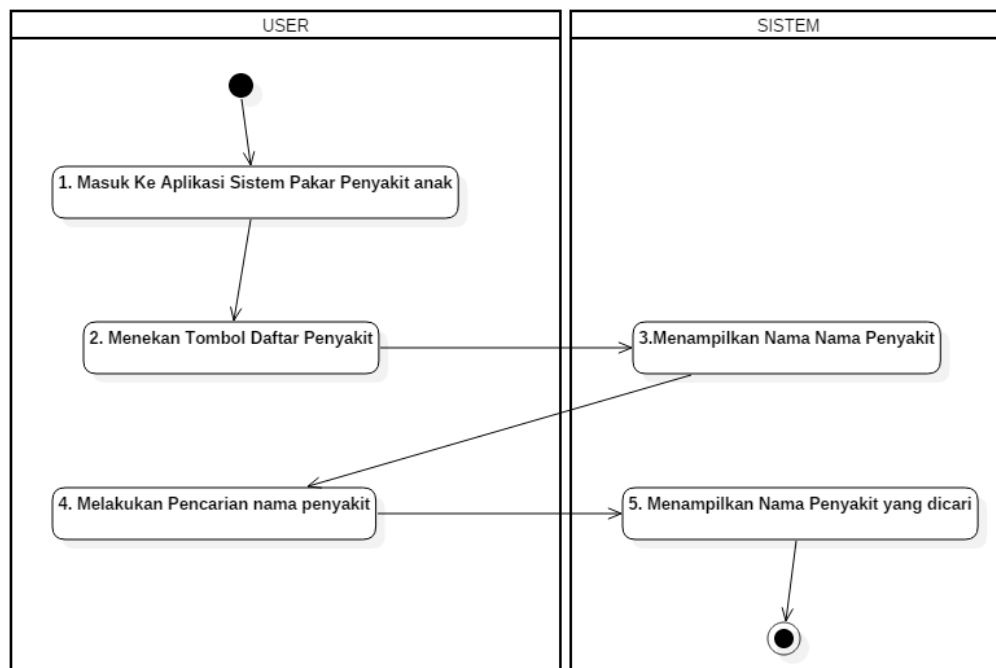 USER
SISTEM
1. Masuk Ke Aplikasi Sistem Pakar Penyakit anak
2. Menekan Tombol Daftar Penyakit
3.Menampilkan Nama Nama Penyakit
4. Melakukan Pencarian nama penyakit
5. Menampilkan Nama Penyakit yang dicari